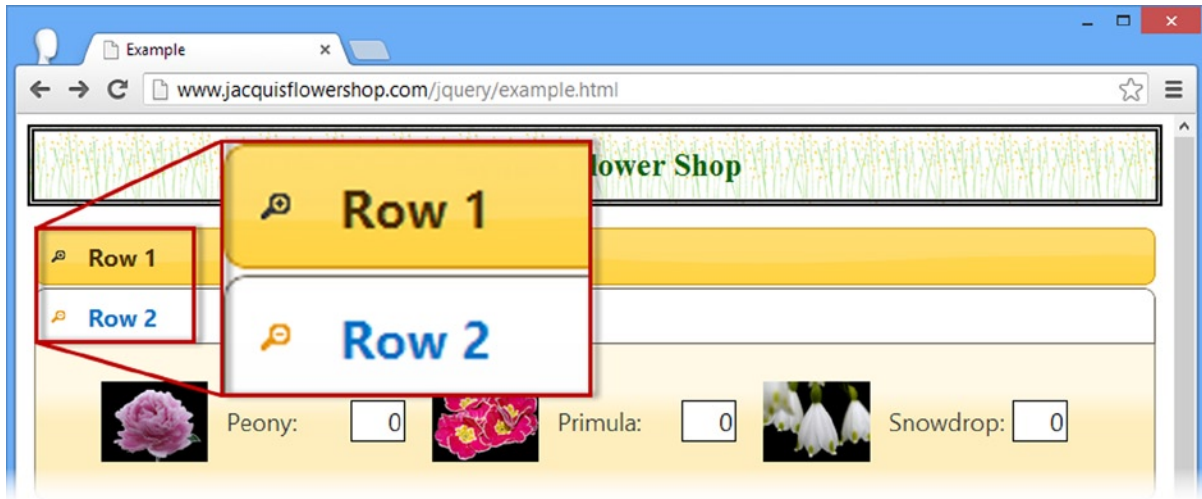 Example
www.jacquisflowershop.com/jquery/example.html
lower Shop
Row 1
Row 2
Row 1
Row 2
Peony: 0 Primula: 0 Snowdrop: 0